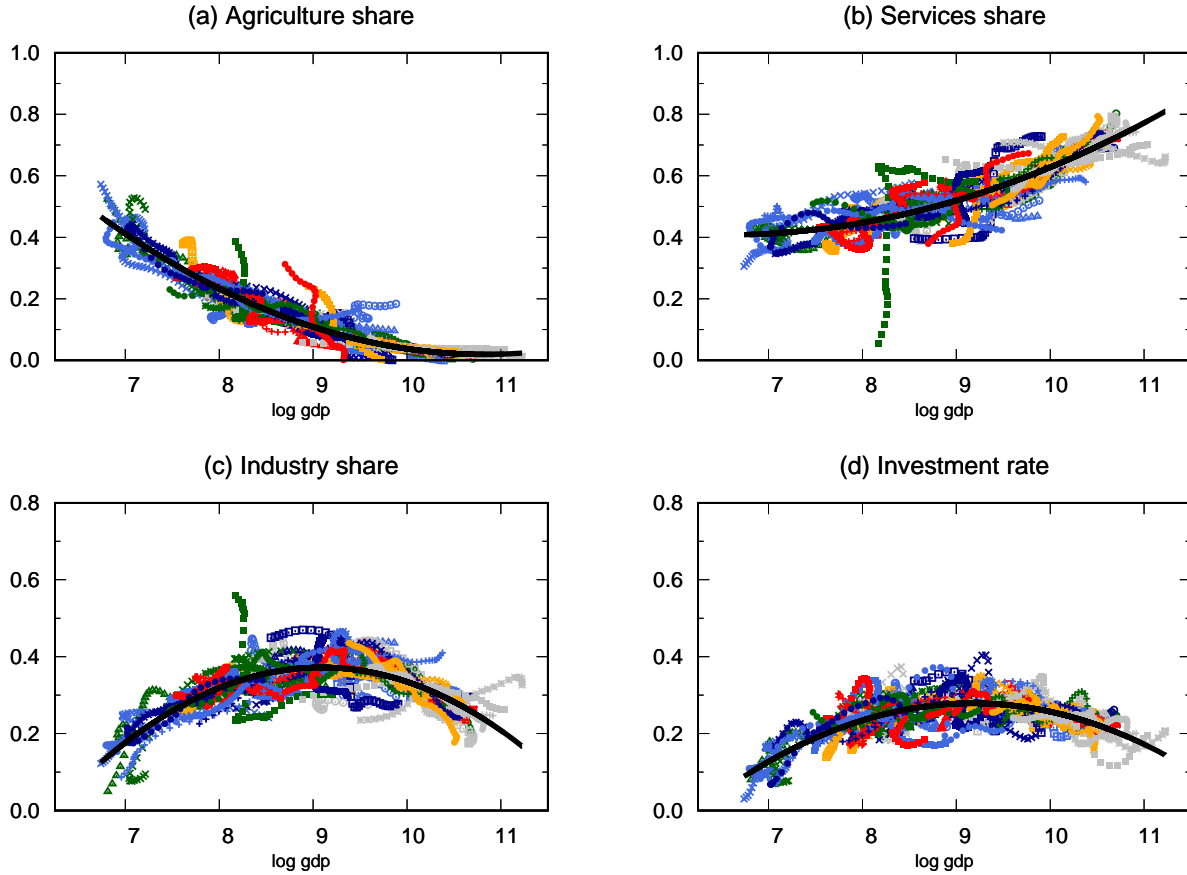 (a) Agriculture share
1.0
0.8
0.6
0.4
0.2
0.0
7 8 9 10 11
log gdp
(b) Services share
1.0
0.8
0.6
0.4
0.2
0.0
7 8 9 10 11
log gdp
(c) Industry share
0.8
0.6
0.4
0.2
0.0
7 8 9 10 11
log gdp
(d) Investment rate
0.8
0.6
0.4
0.2
0.0
7 8 9 10 11
log gdp